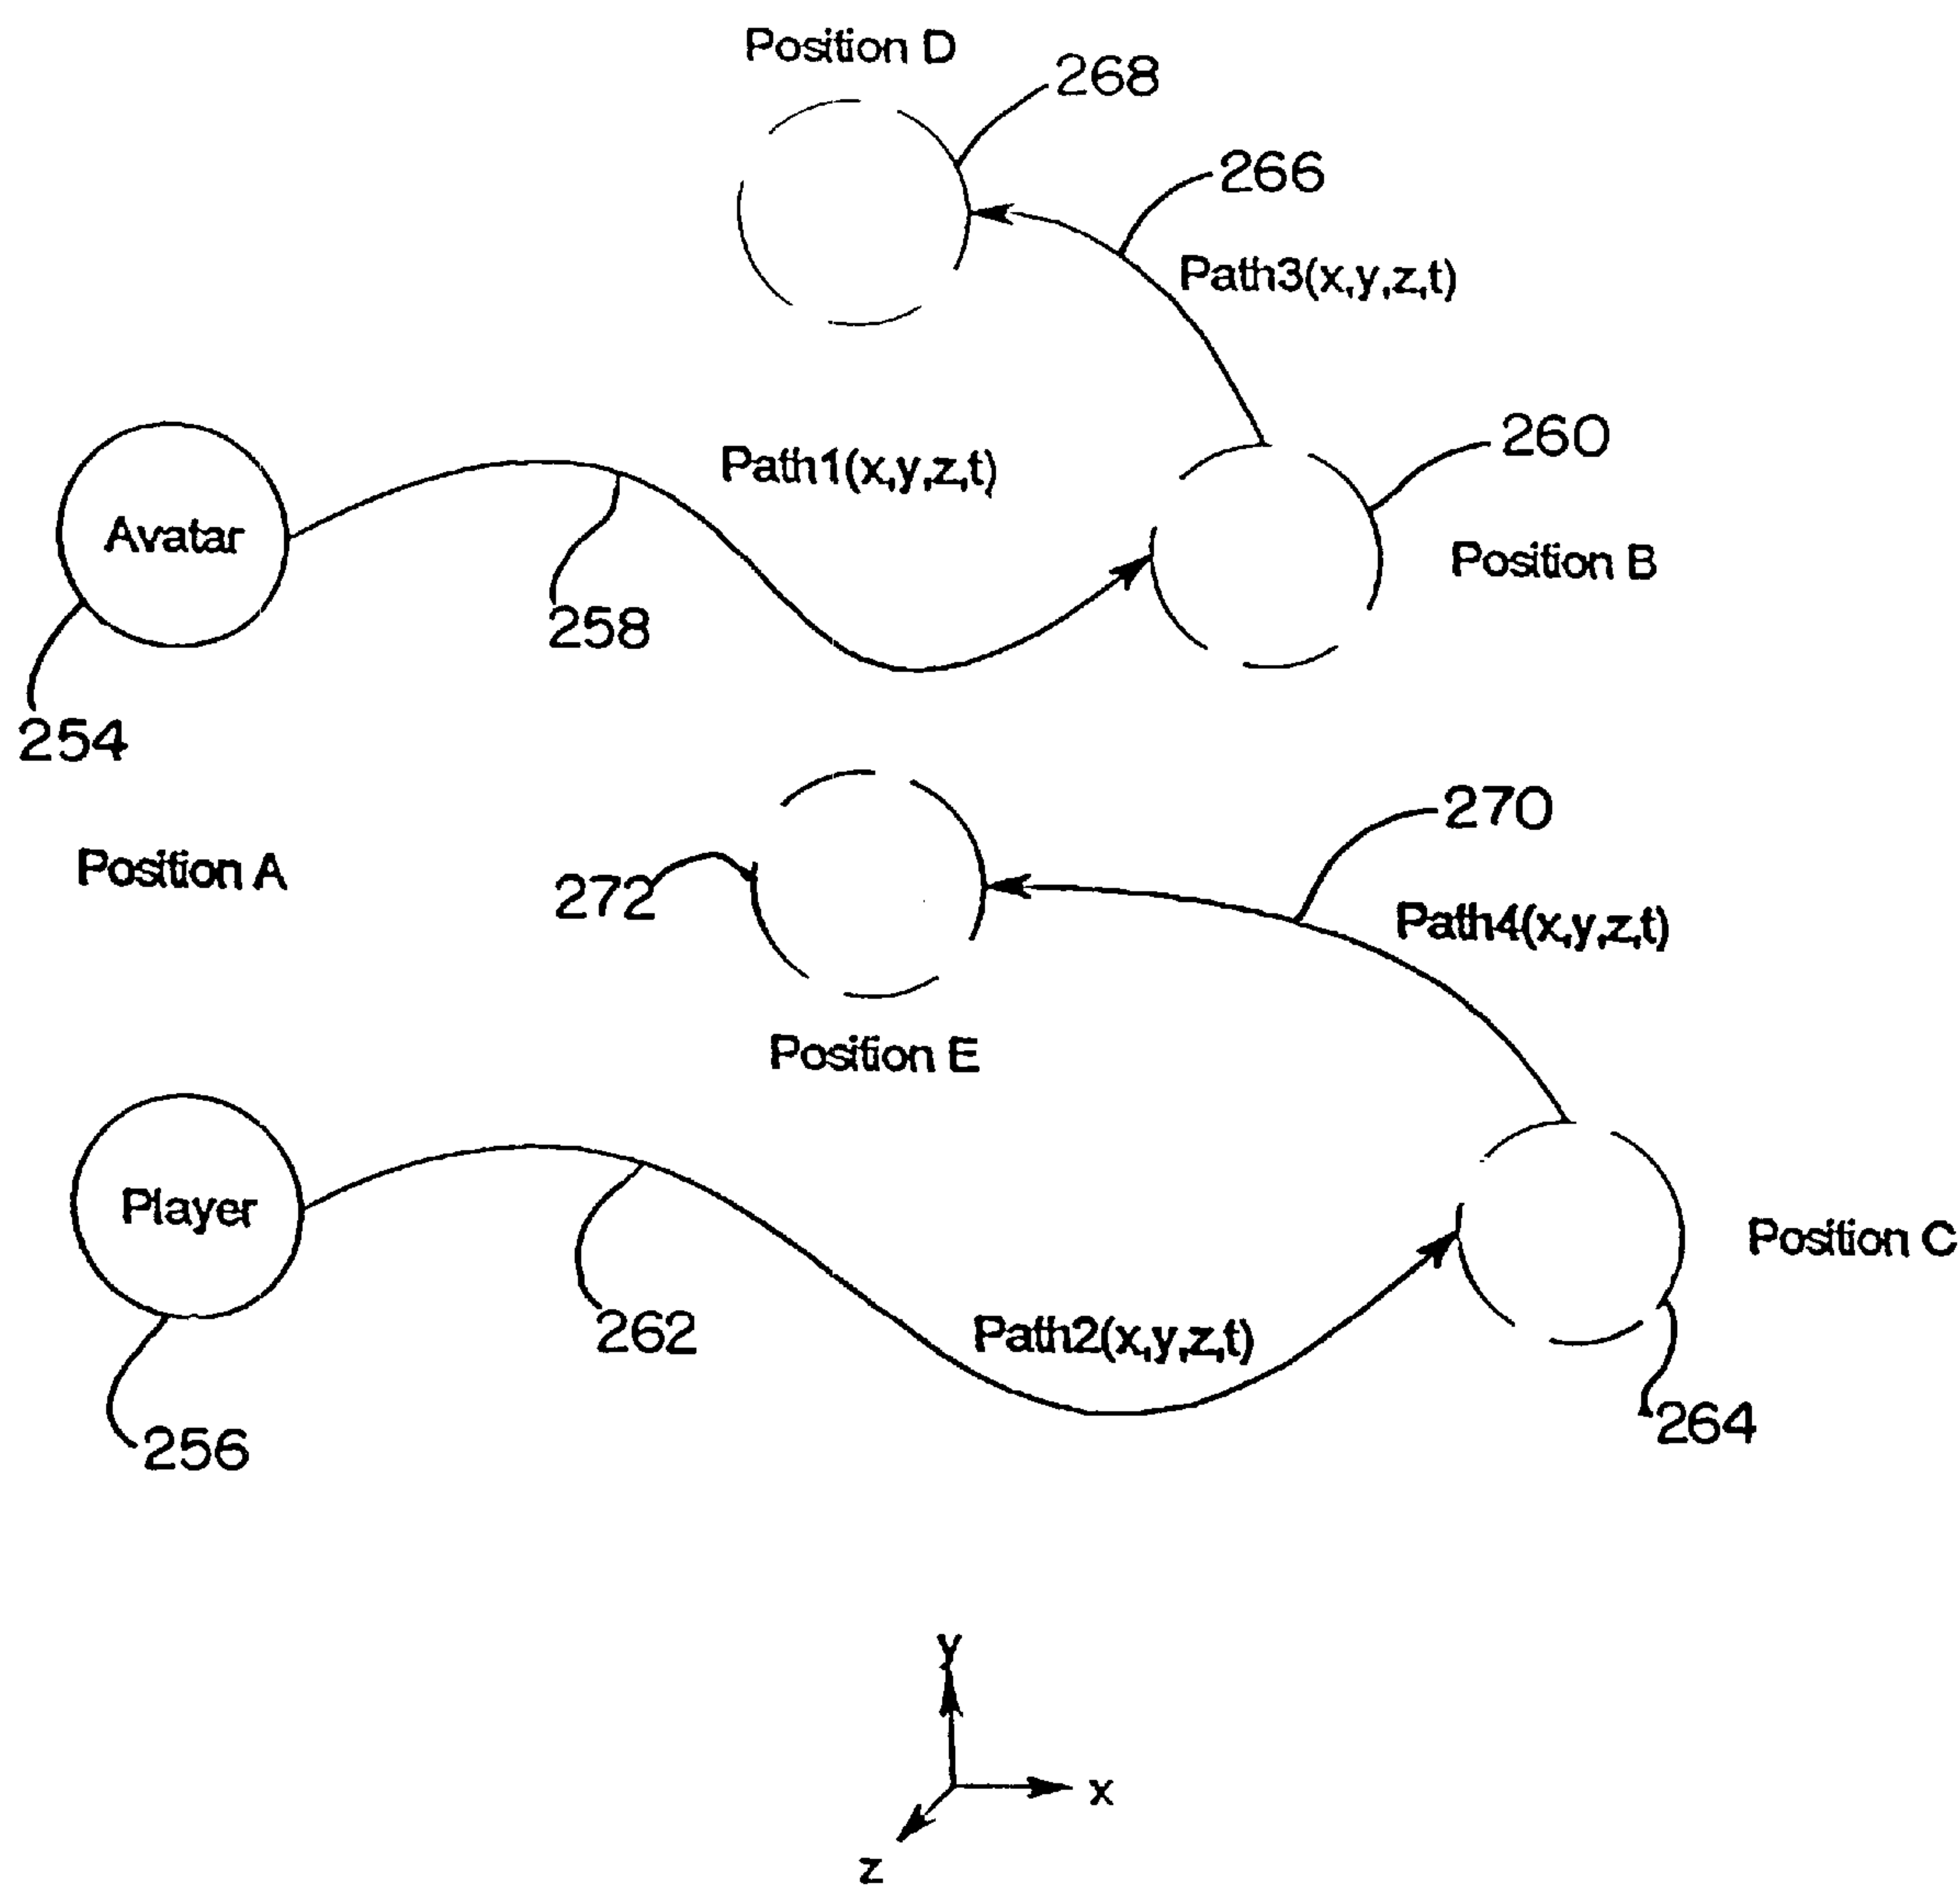 Position D
268
266
Path3(x,y,z,t)
260
Path1(x,y,z,t)
Avatar
Position B
258
254
270
Position A
272
Path4(x,y,z,t)
Position E
Player
Position C
262
Path2(x,y,z,t)
264
256
y
x
z